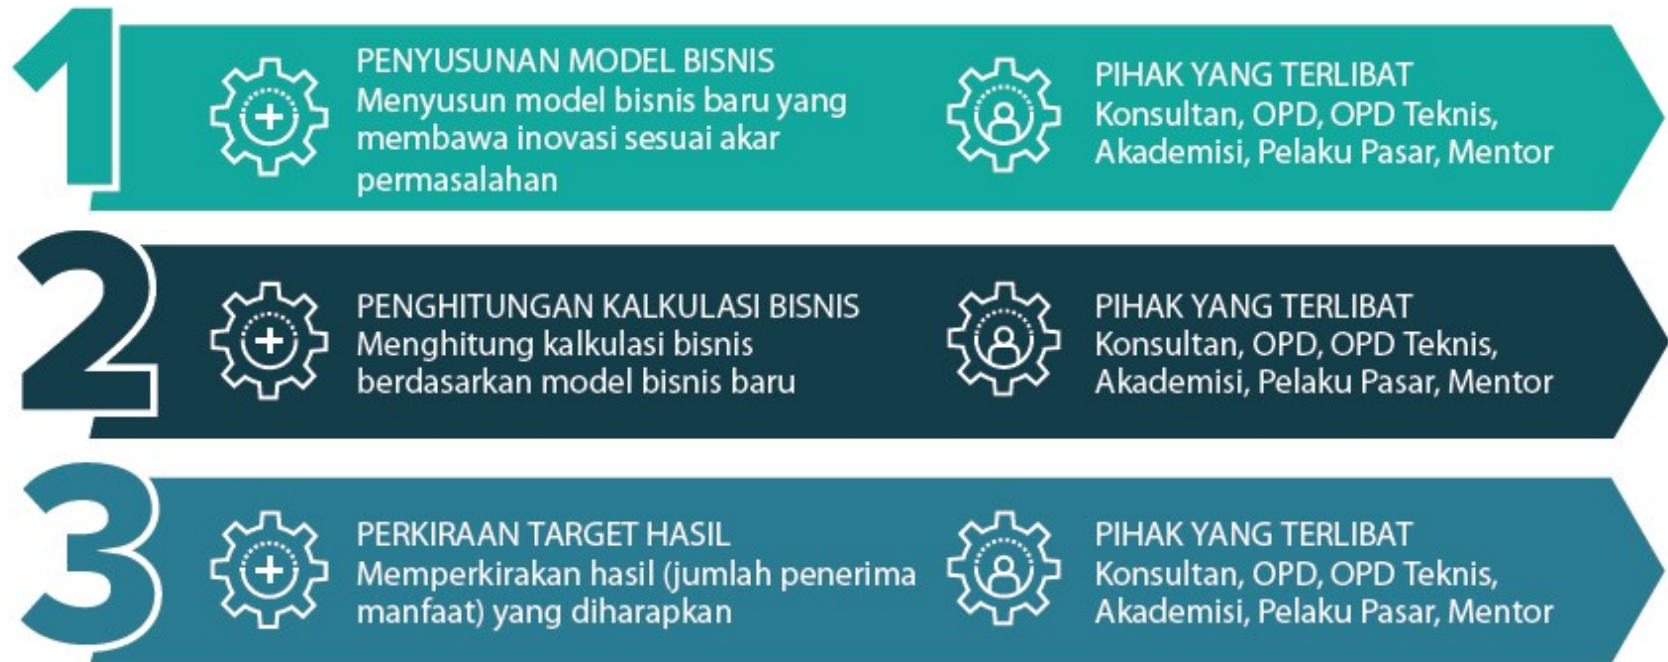 1
PENYUSUNAN MODEL BISNIS
Menyusun model bisnis baru yang
membawa inovasi sesuai akar
permasalahan
PIHAK YANG TERLIBAT
Konsultan, OPD, OPD Teknis,
Akademisi, Pelaku Pasar, Mentor
2
PENGHITUNGAN KALKULASI BISNIS
Menghitung kalkulasi bisnis
berdasarkan model bisnis baru
PIHAK YANG TERLIBAT
Konsultan, OPD, OPD Teknis,
Akademisi, Pelaku Pasar, Mentor
3
PERKIRAAN TARGET HASIL
Memperkirakan hasil (jumlah penerima
manfaat) yang diharapkan
PIHAK YANG TERLIBAT
Konsultan, OPD, OPD Teknis,
Akademisi, Pelaku Pasar, Mentor